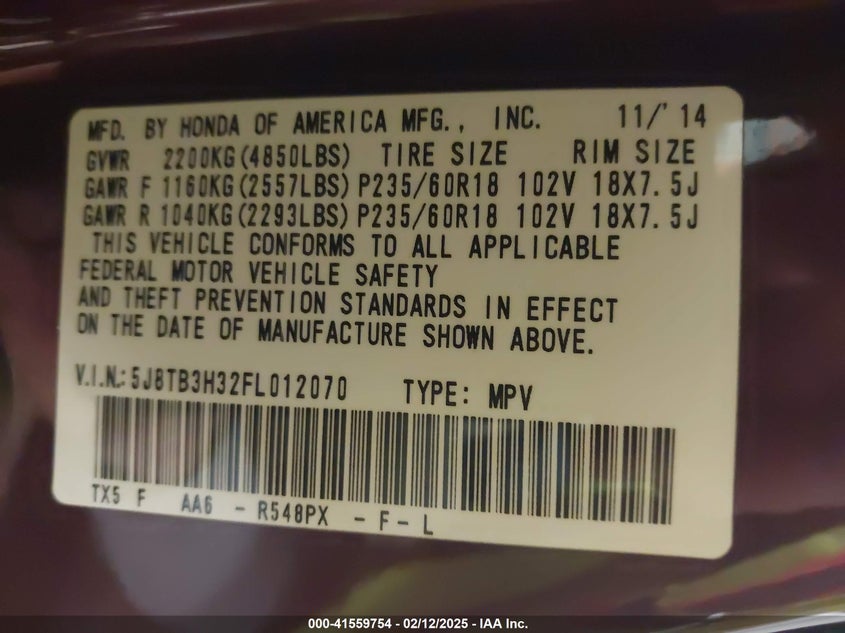 MFD. BY HONDA OF AMERICA MFG., INC. 11/'14
GVWR 2200KG(4850LBS) TIRE SIZE RIM SIZE
GAWR F 1160KG(2557LBS) P235/60R18 102V 18X7.5J
GAWR R 1040KG(2293LBS) P235/60R18 102V 18X7.5J
THIS VEHICLE CONFORMS TO ALL APPLICABLE
FEDERAL MOTOR VEHICLE SAFETY
AND THEFT PREVENTION STANDARDS IN EFFECT
ON THE DATE OF MANUFACTURE SHOWN ABOVE.
V.I.N.: 5J8TB3H32FL012070 TYPE: MPV
TX5 F AA6 - R548PX - F - L
000-41559754 - 02/12/2025 - IAA Inc.